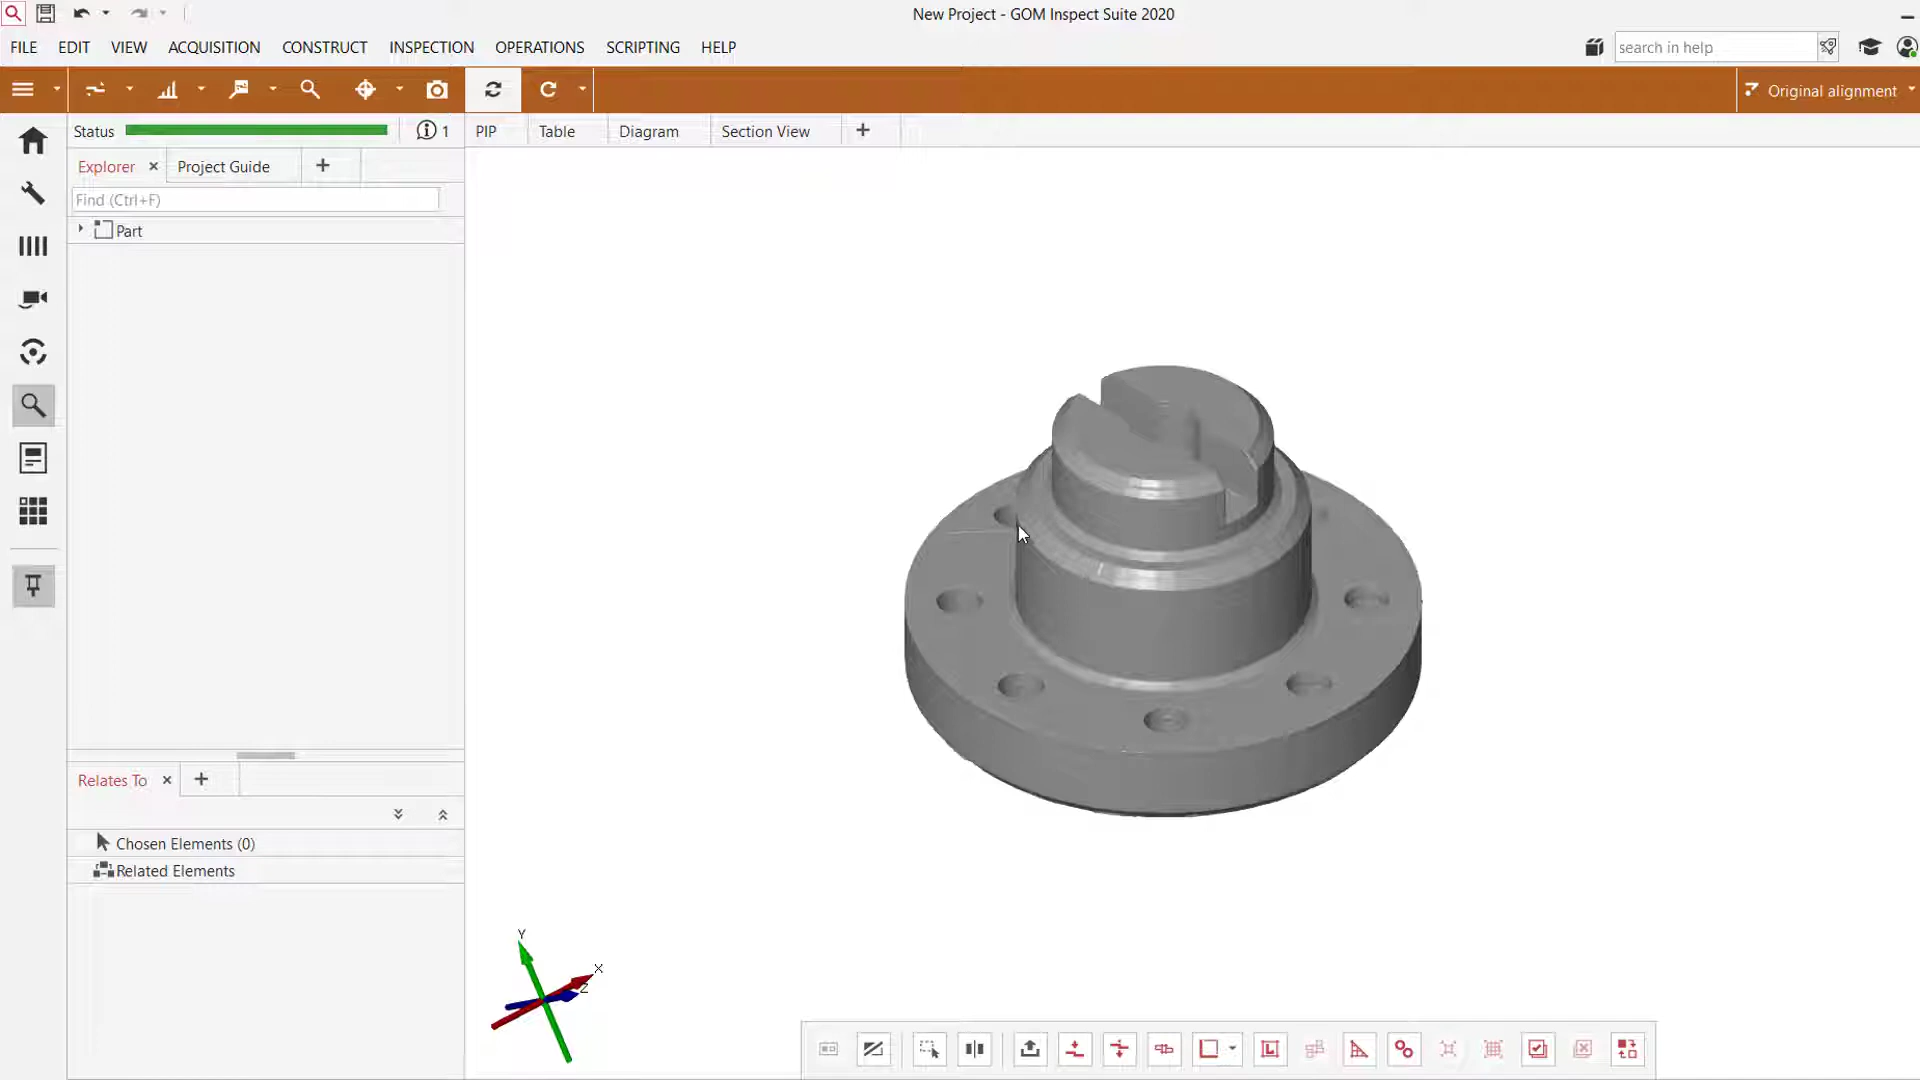 New Project - GOM Inspect Suite 2020
FILE EDIT VIEW ACQUISITION CONSTRUCT INSPECTION OPERATIONS SCRIPTING HELP
search in help
Original alignment
Status 1
PIP Table Diagram Section View +
Explorer × Project Guide +
Find (Ctrl+F)
Part
Relates To × +
Chosen Elements (0)
Related Elements
Y
X
Z